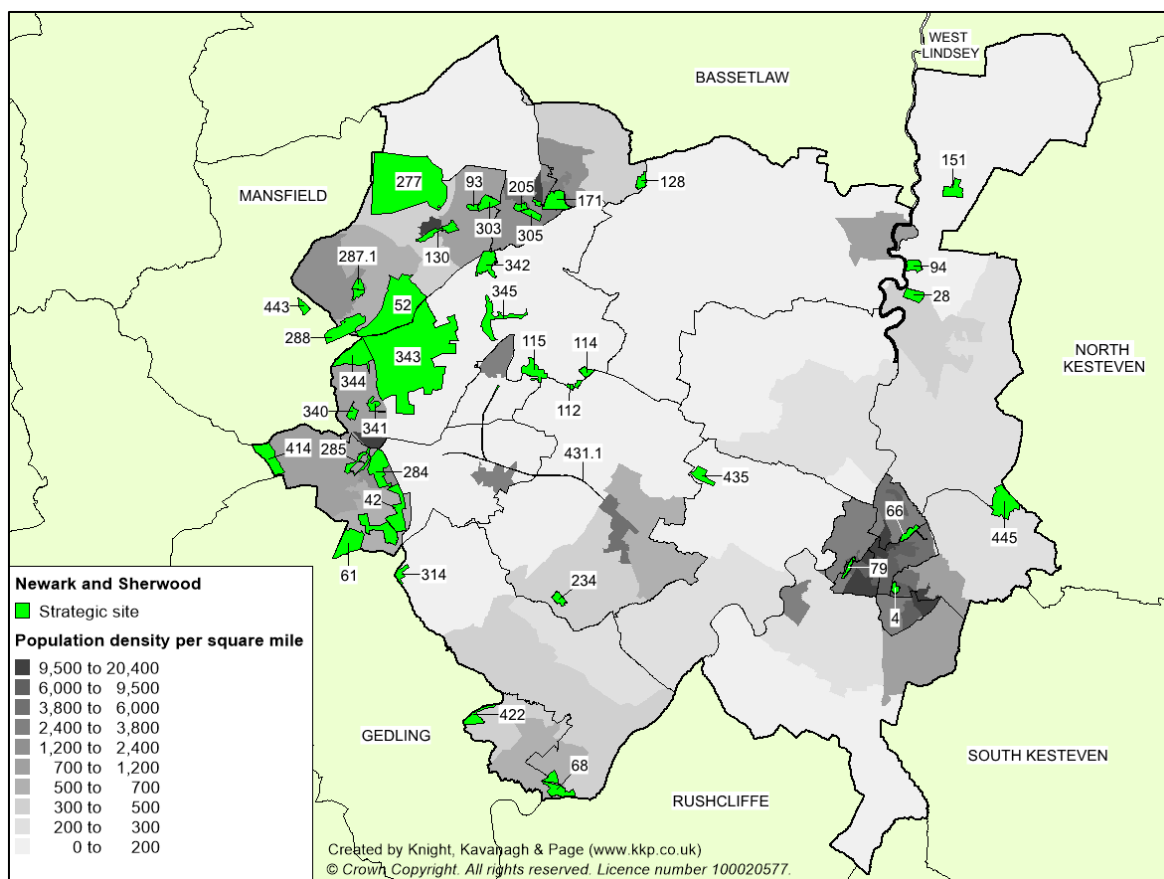 WEST
LINDSEY
BASSETLAW
MANSFIELD
NORTH
KESTEVEN
GEDLING
RUSHCLIFFE
SOUTH KESTEVEN
277
93
205
128
151
303
305
171
130
287.1
342
94
28
443
52
345
288
343
115
114
344
112
340
341
414
285
431.1
284
435
42
66
445
61
79
314
234
4
422
68
Newark and Sherwood
Strategic site
Population density per square mile
9,500 to 20,400
6,000 to 9,500
3,800 to 6,000
2,400 to 3,800
1,200 to 2,400
700 to 1,200
500 to 700
300 to 500
200 to 300
0 to 200
Created by Knight, Kavanagh & Page (www.kkp.co.uk)
© Crown Copyright. All rights reserved. Licence number 100020577.